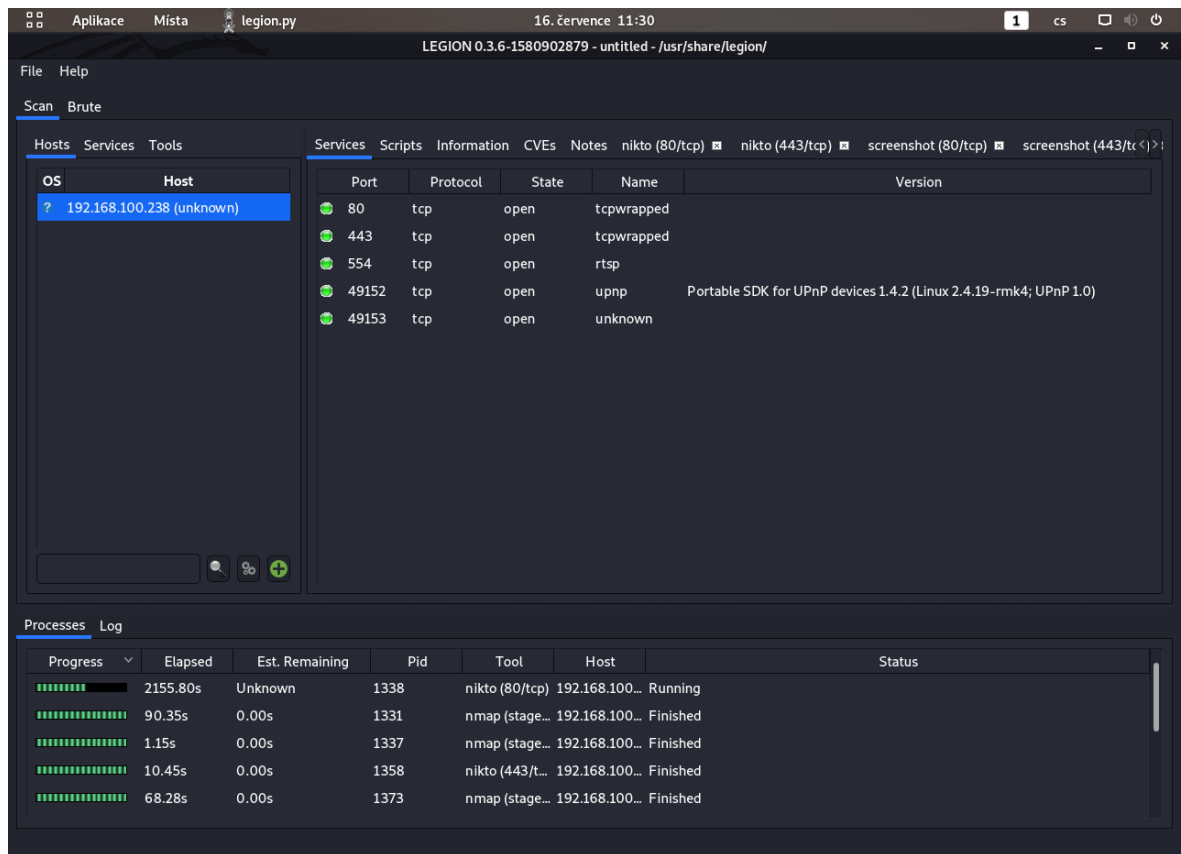 Aplikace Místa legion.py 16. července 11:30 1 cs
LEGION 0.3.6-1580902879 - untitled - /usr/share/legion/
File Help
Scan Brute
Hosts Services Tools
OS Host
? 192.168.100.238 (unknown)
Services Scripts Information CVEs Notes nikto (80/tcp) nikto (443/tcp) screenshot (80/tcp) screenshot (443/tc
Port Protocol State Name Version
80 tcp open tcpwrapped
443 tcp open tcpwrapped
554 tcp open rtsp
49152 tcp open upnp Portable SDK for UPnP devices 1.4.2 (Linux 2.4.19-rmk4; UPnP 1.0)
49153 tcp open unknown
Processes Log
Progress Elapsed Est. Remaining Pid Tool Host Status
2155.80s Unknown 1338 nikto (80/tcp) 192.168.100... Running
90.35s 0.00s 1331 nmap (stage... 192.168.100... Finished
1.15s 0.00s 1337 nmap (stage... 192.168.100... Finished
10.45s 0.00s 1358 nikto (443/t... 192.168.100... Finished
68.28s 0.00s 1373 nmap (stage... 192.168.100... Finished